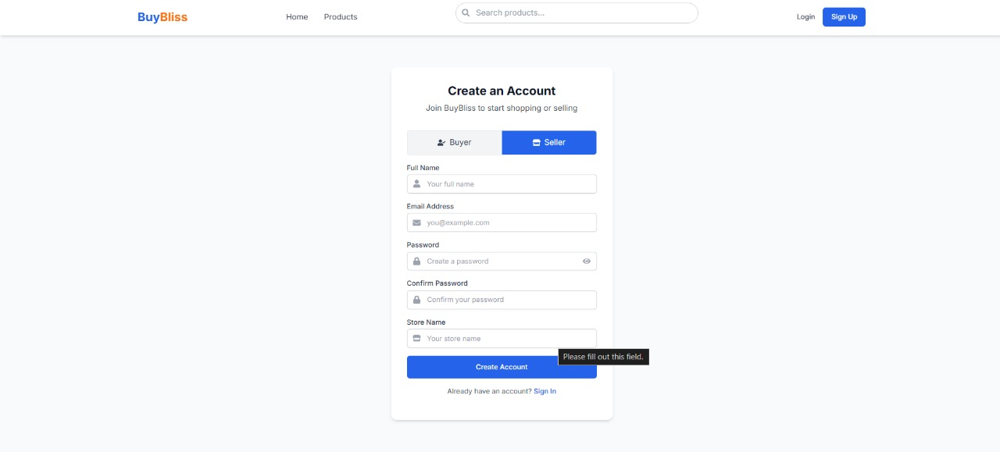 BuyBliss Home Products Search products... Login Sign Up
Create an Account
Join BuyBliss to start shopping or selling
Buyer Seller
Full Name
Your full name
Email Address
you@example.com
Password
Create a password
Confirm Password
Confirm your password
Store Name
Your store name
Please fill out this field.
Create Account
Already have an account? Sign In